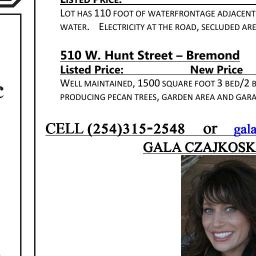 LOT HAS 110 FOOT OF WATERFRONTAGE ADJACENT
WATER. ELECTRICITY AT THE ROAD, SECLUDED ARE
510 W. Hunt Street – Bremond
Listed Price: New Price
WELL MAINTAINED, 1500 SQUARE FOOT 3 BED/2 B
PRODUCING PECAN TREES, GARDEN AREA AND GARA
CELL (254)315-2548 or gala
GALA CZAJKOSK